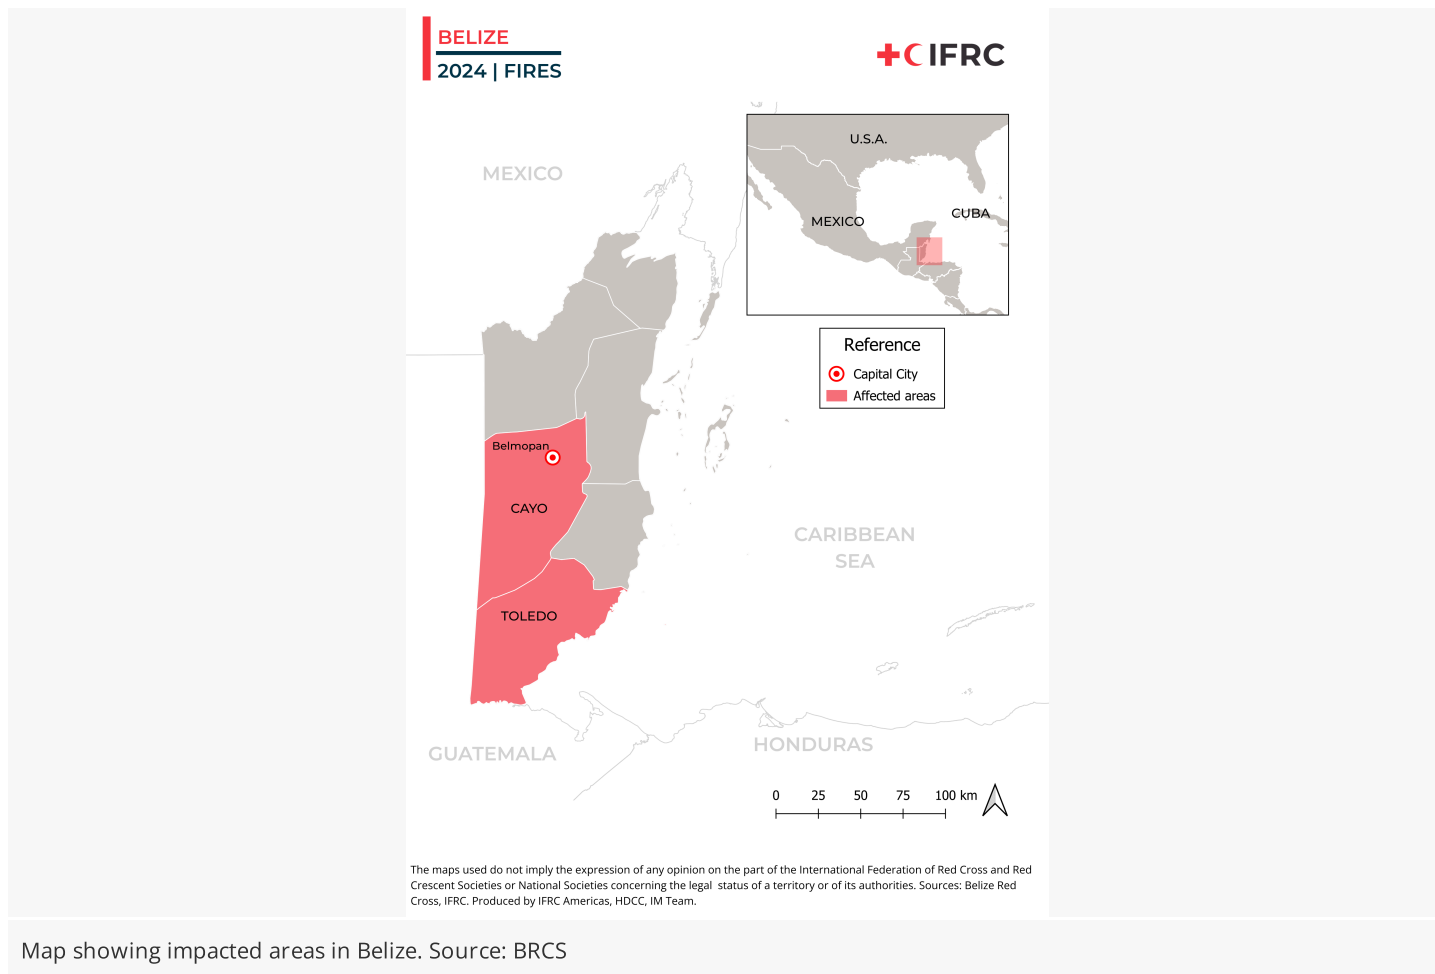 BELIZE
2024 | FIRES
IFRC
MEXICO
U.S.A.
MEXICO
CUBA
Reference
Capital City
Affected areas
Belmopan
CAYO
CARIBBEAN
SEA
TOLEDO
GUATEMALA
HONDURAS
0 25 50 75 100 km
The maps used do not imply the expression of any opinion on the part of the International Federation of Red Cross and Red
Crescent Societies or National Societies concerning the legal status of a territory or of its authorities. Sources: Belize Red
Cross, IFRC. Produced by IFRC Americas, HDCC, IM Team.
Map showing impacted areas in Belize. Source: BRCS